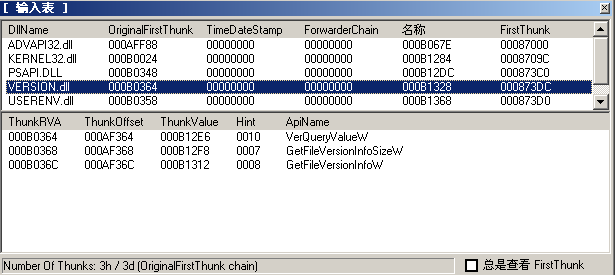 [ 输入表 ]
DllName OriginalFirstThunk TimeDateStamp ForwarderChain 名称 FirstThunk
ADVAPI32.dll 000AFF88 00000000 00000000 000B067E 00087000
KERNEL32.dll 000B0024 00000000 00000000 000B1284 0008709C
PSAPI.DLL 000B0348 00000000 00000000 000B12DC 000873C0
VERSION.dll 000B0364 00000000 00000000 000B1328 000873DC
USERENV.dll 000B0358 00000000 00000000 000B1368 000873D0
ThunkRVA ThunkOffset ThunkValue Hint ApiName
000B0364 000AF364 000B12E6 0010 VerQueryValueW
000B0368 000AF368 000B12F8 0007 GetFileVersionInfoSizeW
000B036C 000AF36C 000B1312 0008 GetFileVersionInfoW
Number Of Thunks: 3h / 3d (OriginalFirstThunk chain) 总是查看 FirstThunk